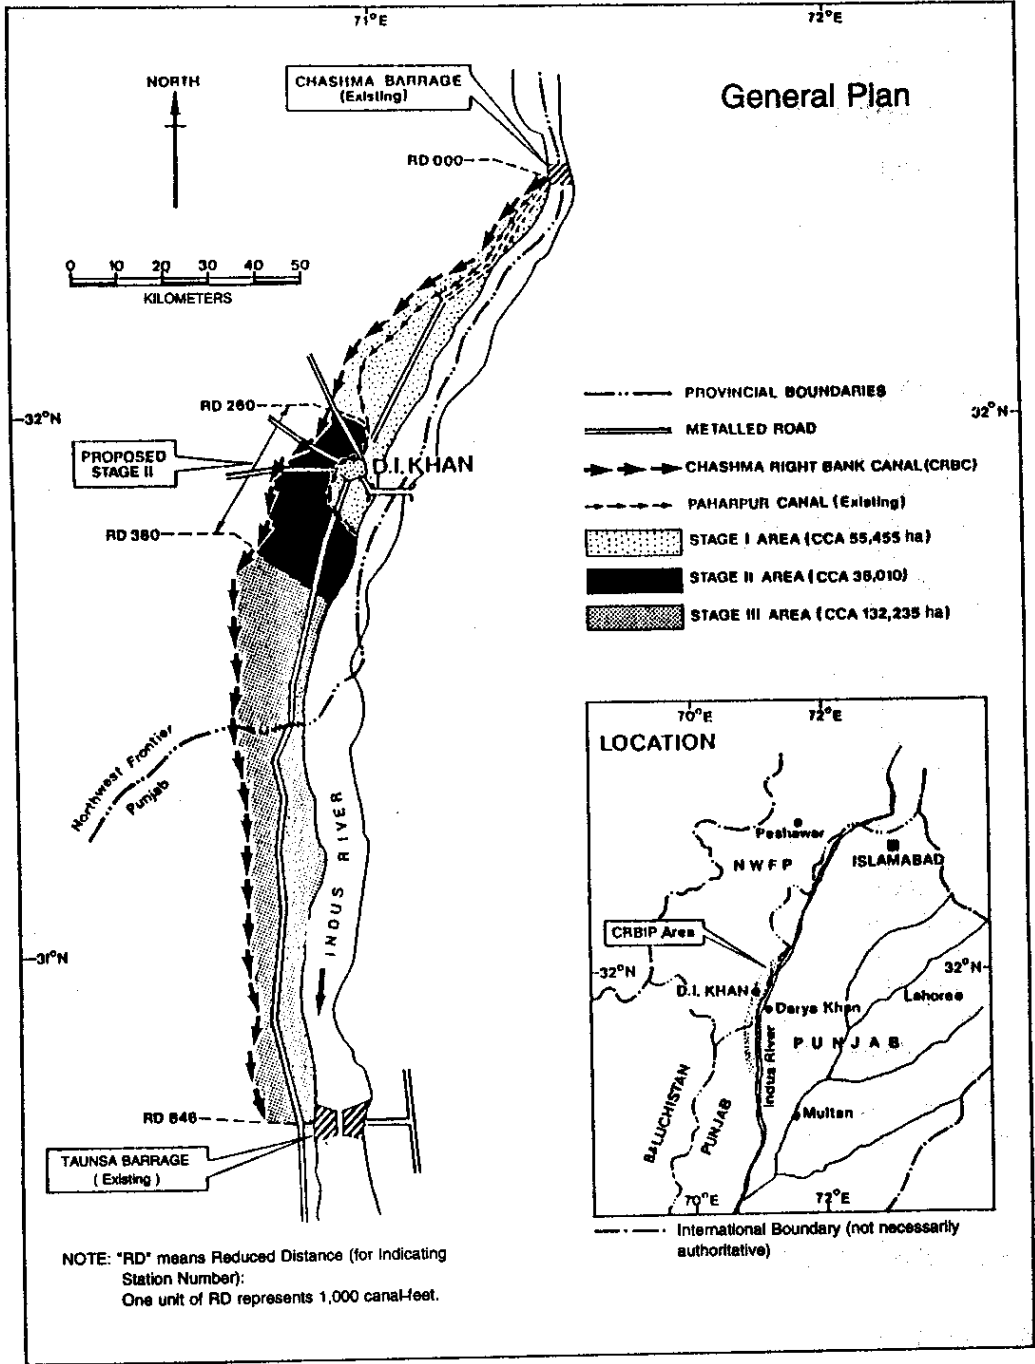 71°E
72°E
NORTH
CHASHMA BARRAGE
(Existing)
General Plan
RD 000
0 10 20 30 40 50
KILOMETERS
RD 260
32°N
32°N
PROPOSED
STAGE II
D.I. KHAN
RD 380
PROVINCIAL BOUNDARIES
METALLED ROAD
CHASHMA RIGHT BANK CANAL (CRBC)
PAHARPUR CANAL (Existing)
STAGE I AREA (CCA 55,455 ha)
STAGE II AREA (CCA 36,010)
STAGE III AREA (CCA 132,235 ha)
Northwest Frontier
Punjab
INDUS RIVER
31°N
RD 648
TAUNSA BARRAGE
(Existing)
70°E
72°E
LOCATION
Peshawar
NWFP
ISLAMABAD
CRBIP Area
32°N
32°N
D.I. KHAN
Darya Khan
Lahore
PUNJAB
Indus River
BALUCHISTAN
PUNJAB
Multan
70°E
72°E
International Boundary (not necessarily
authoritative)
NOTE: "RD" means Reduced Distance (for Indicating
Station Number):
One unit of RD represents 1,000 canal-feet.